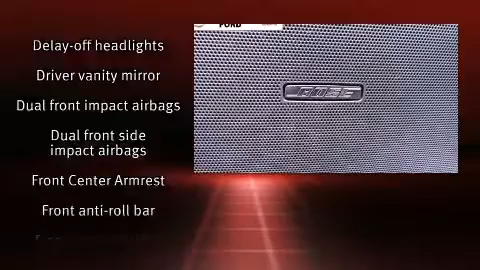 Delay-off headlights
Driver vanity mirror
Dual front impact airbags
Dual front side
impact airbags
Front Center Armrest
Front anti-roll bar
FORD
BOSE